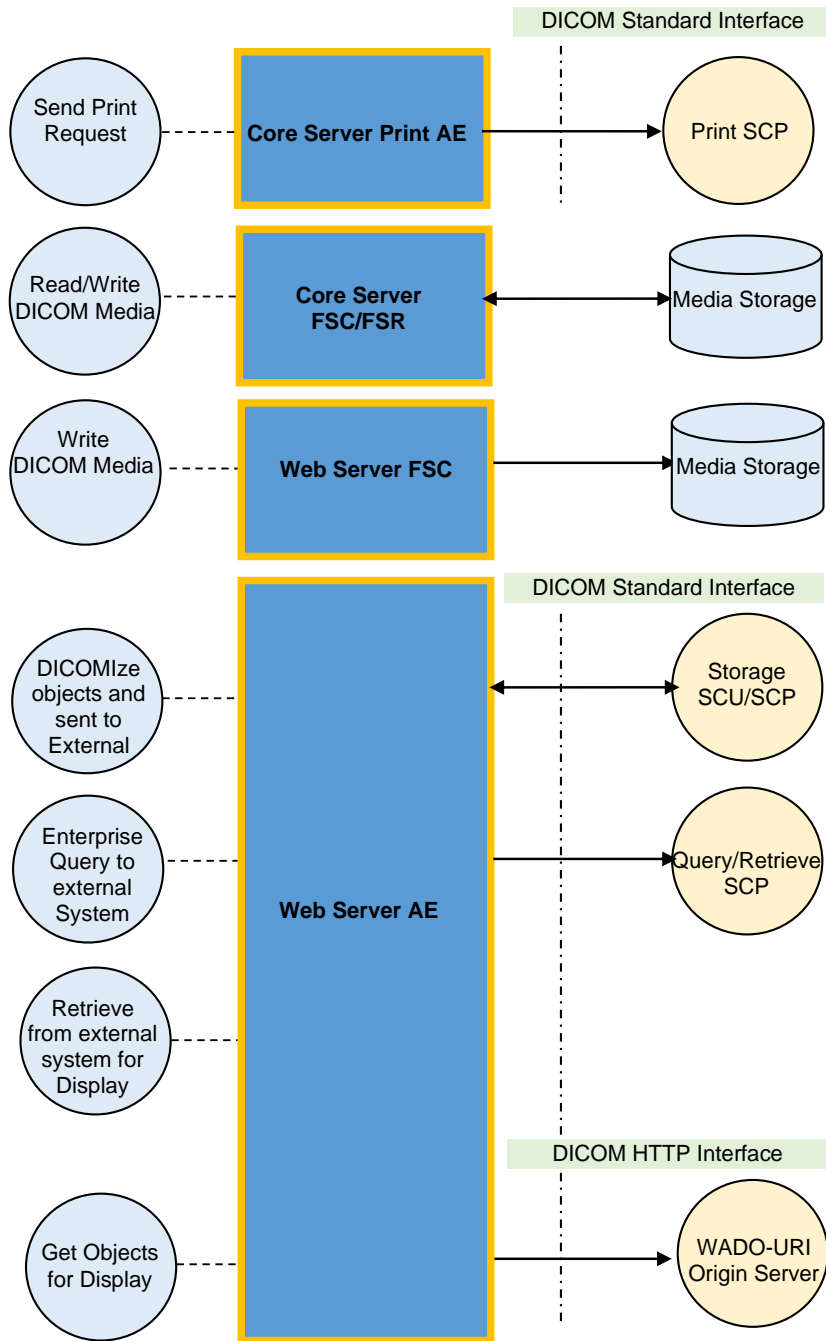 DICOM Standard Interface
Send Print
Request
Core Server Print AE
Print SCP
Read/Write
DICOM Media
Core Server
FSC/FSR
Media Storage
Write
DICOM Media
Web Server FSC
Media Storage
DICOM Standard Interface
DICOMIze
objects and
sent to
External
Storage
SCU/SCP
Enterprise
Query to
external
System
Query/Retrieve
SCP
Web Server AE
Retrieve
from external
system for
Display
DICOM HTTP Interface
Get Objects
for Display
WADO-URI
Origin Server